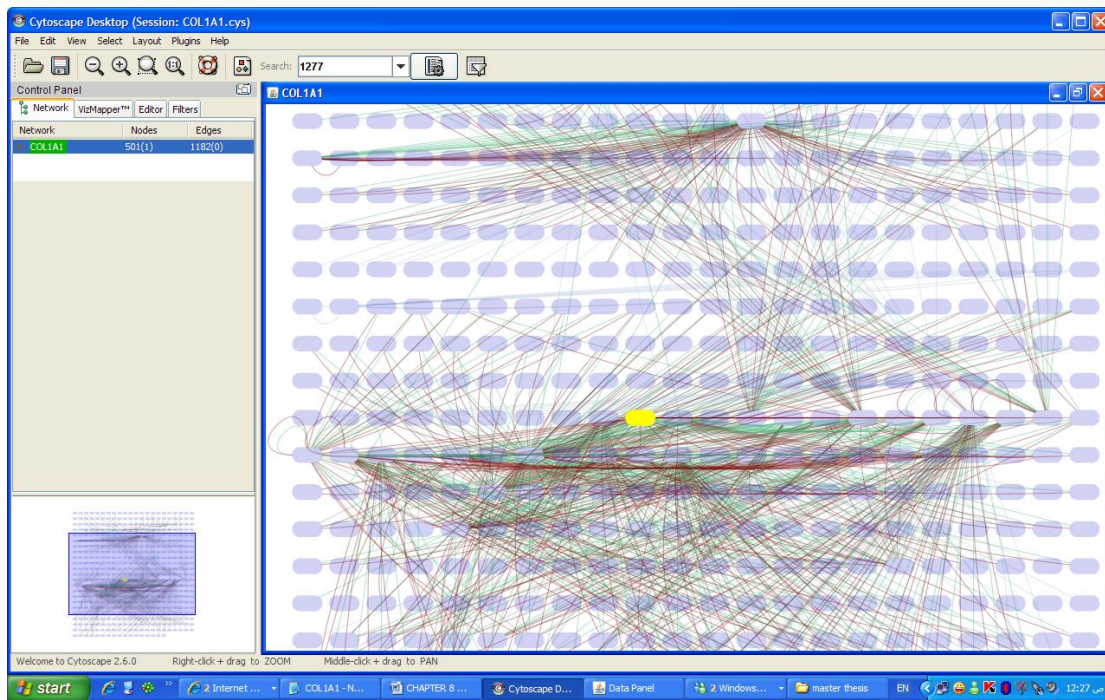 Cytoscape Desktop (Session: COL1A1.cys)
File Edit View Select Layout Plugins Help
Search: 1277
Control Panel
Network VizMapper™ Editor Filters
Network Nodes Edges
COL1A1 501(1) 1182(0)
COL1A1
Welcome to Cytoscape 2.6.0 Right-click + drag to ZOOM Middle-click + drag to PAN
start 2 Internet ... COL1A1 - N... CHAPTER 8 ... Cytoscape D... Data Panel 2 Windows... master thesis EN 12:27 ص